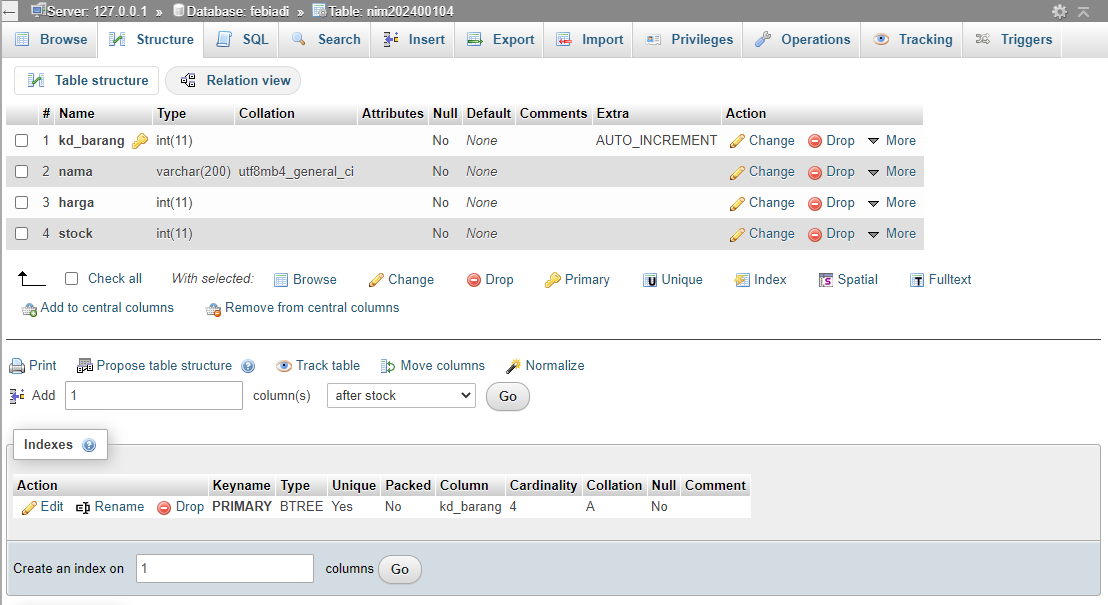 Server: 127.0.0.1 » Database: febiadi » Table: nim202400104
Browse Structure SQL Search Insert Export Import Privileges Operations Tracking Triggers
Table structure Relation view
# Name Type Collation Attributes Null Default Comments Extra Action
1 kd_barang int(11) No None AUTO_INCREMENT Change Drop More
2 nama varchar(200) utf8mb4_general_ci No None Change Drop More
3 harga int(11) No None Change Drop More
4 stock int(11) No None Change Drop More
Check all With selected: Browse Change Drop Primary Unique Index Spatial Fulltext
Add to central columns Remove from central columns
Print Propose table structure Track table Move columns Normalize
Add 1 column(s) after stock Go
Indexes
Action Keyname Type Unique Packed Column Cardinality Collation Null Comment
Edit Rename Drop PRIMARY BTREE Yes No kd_barang 4 A No
Create an index on 1 columns Go